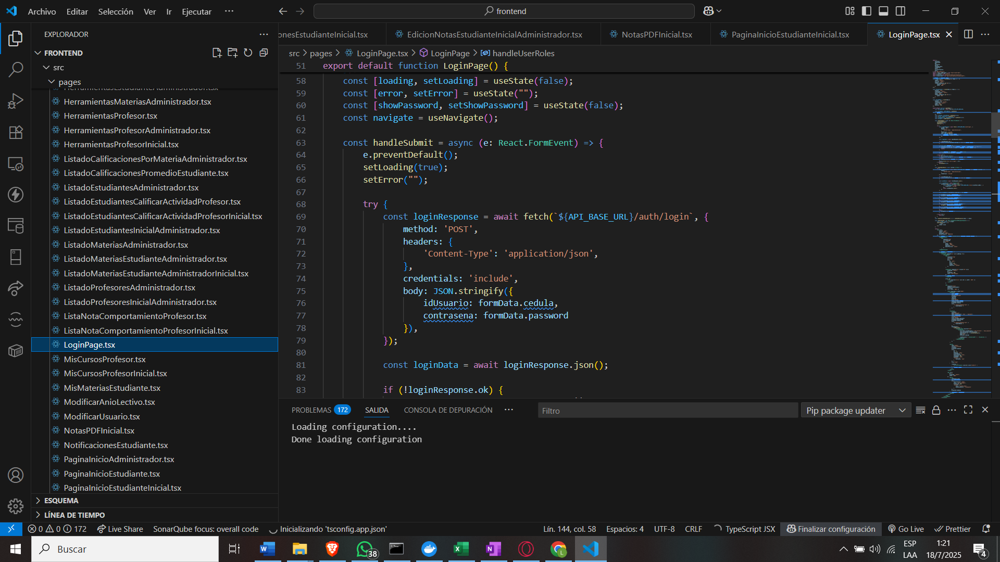 Archivo Editar Selección Ver Ir Ejecutar ···
frontend
EXPLORADOR
FRONTEND
src
pages
HerramientasEstudianteAdministrador.tsx
HerramientasMateriasAdministrador.tsx
HerramientasProfesor.tsx
HerramientasProfesorAdministrador.tsx
HerramientasProfesorInicial.tsx
ListadoCalificacionesPorMateriaAdministrador.tsx
ListadoCalificacionesPromedioEstudiante.tsx
ListadoEstudiantesAdministrador.tsx
ListadoEstudiantesCalificarActividadProfesor.tsx
ListadoEstudiantesCalificarActividadProfesorInicial.tsx
ListadoEstudiantesInicialAdministrador.tsx
ListadoMateriasAdministrador.tsx
ListadoMateriasEstudianteAdministrador.tsx
ListadoMateriasEstudianteAdministradorInicial.tsx
ListadoProfesoresAdministrador.tsx
ListadoProfesoresInicialAdministrador.tsx
ListaNotaComportamientoProfesor.tsx
ListaNotaComportamientoProfesorInicial.tsx
LoginPage.tsx
MisCursosProfesor.tsx
MisCursosProfesorInicial.tsx
MisMateriasEstudiante.tsx
ModificarAnioLectivo.tsx
ModificarUsuario.tsx
NotasPDFInicial.tsx
NotificacionesEstudiante.tsx
PaginaInicioAdministrador.tsx
PaginaInicioEstudiante.tsx
PaginaInicioEstudianteInicial.tsx
ESQUEMA
LÍNEA DE TIEMPO
onesEstudianteInicial.tsx EdicionNotasEstudianteInicialAdministrador.tsx NotasPDFInicial.tsx PaginaInicioEstudianteInicial.tsx LoginPage.tsx
src > pages > LoginPage.tsx > LoginPage > handleUserRoles
51 export default function LoginPage() {
58 const [loading, setLoading] = useState(false);
59 const [error, setError] = useState("");
60 const [showPassword, setShowPassword] = useState(false);
61 const navigate = useNavigate();
62
63 const handleSubmit = async (e: React.FormEvent) => {
64 e.preventDefault();
65 setLoading(true);
66 setError("");
67
68 try {
69 const loginResponse = await fetch(`${API_BASE_URL}/auth/login`, {
70 method: 'POST',
71 headers: {
72 'Content-Type': 'application/json',
73 },
74 credentials: 'include',
75 body: JSON.stringify({
76 idUsuario: formData.cedula,
77 contrasena: formData.password
78 }),
79 });
80
81 const loginData = await loginResponse.json();
82
83 if (!loginResponse.ok) {
PROBLEMAS 172 SALIDA CONSOLA DE DEPURACIÓN ··· Filtro Pip package updater
Loading configuration....
Done loading configuration
0 0 172 Live Share SonarQube focus: overall code Inicializando 'tsconfig.app.json' Lín. 144, col. 58 Espacios: 4 UTF-8 CRLF TypeScript JSX Finalizar configuración Go Live Prettier
Buscar
38
ESP
LAA
1:21
18/7/2025
4